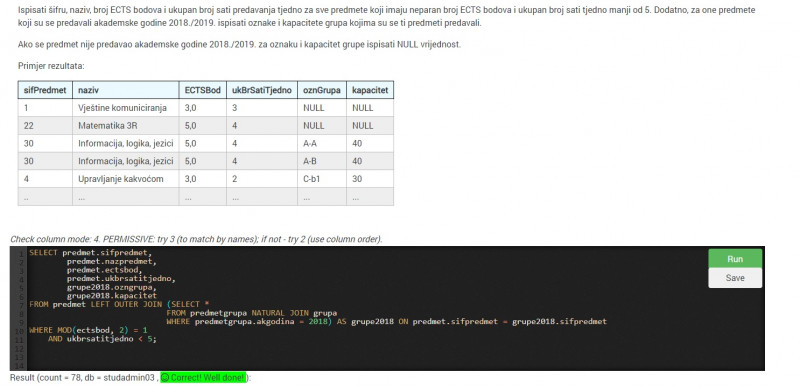 Ispisati šifru, naziv, broj ECTS bodova i ukupan broj sati predavanja tjedno za sve predmete koji imaju neparan broj ECTS bodova i ukupan broj sati tjedno manji od 5. Dodatno, za one predmete
koji su se predavali akademske godine 2018./2019. ispisati oznake i kapacitete grupa kojima su se ti predmeti predavali.
Ako se predmet nije predavao akademske godine 2018./2019. za oznaku i kapacitet grupe ispisati NULL vrijednost.
Primjer rezultata:
sifPredmet naziv ECTSBod ukBrSatiTjedno oznGrupa kapacitet
1 Vještine komuniciranja 3,0 3 NULL NULL
22 Matematika 3R 5,0 4 NULL NULL
30 Informacija, logika, jezici 5,0 4 A-A 40
30 Informacija, logika, jezici 5,0 4 A-B 40
4 Upravljanje kakvoćom 3,0 2 C-b1 30
.. ... ... ... ... ...
Check column mode: 4. PERMISSIVE: try 3 (to match by names); if not - try 2 (use column order).
1 SELECT predmet.sifpredmet,
2 predmet.nazpredmet,
3 predmet.ectsbod,
4 predmet.ukbrsatitjedno,
5 grupe2018.ozngrupa,
6 grupe2018.kapacitet
7 FROM predmet LEFT OUTER JOIN (SELECT *
8 FROM predmetgrupa NATURAL JOIN grupa
9 WHERE predmetgrupa.akgodina = 2018) AS grupe2018 ON predmet.sifpredmet = grupe2018.sifpredmet
10 WHERE MOD(ectsbod, 2) = 1
11 AND ukbrsatitjedno < 5;
12
13
14
Run
Save
Result (count = 78, db = studadmin03 , Correct! Well done! ):